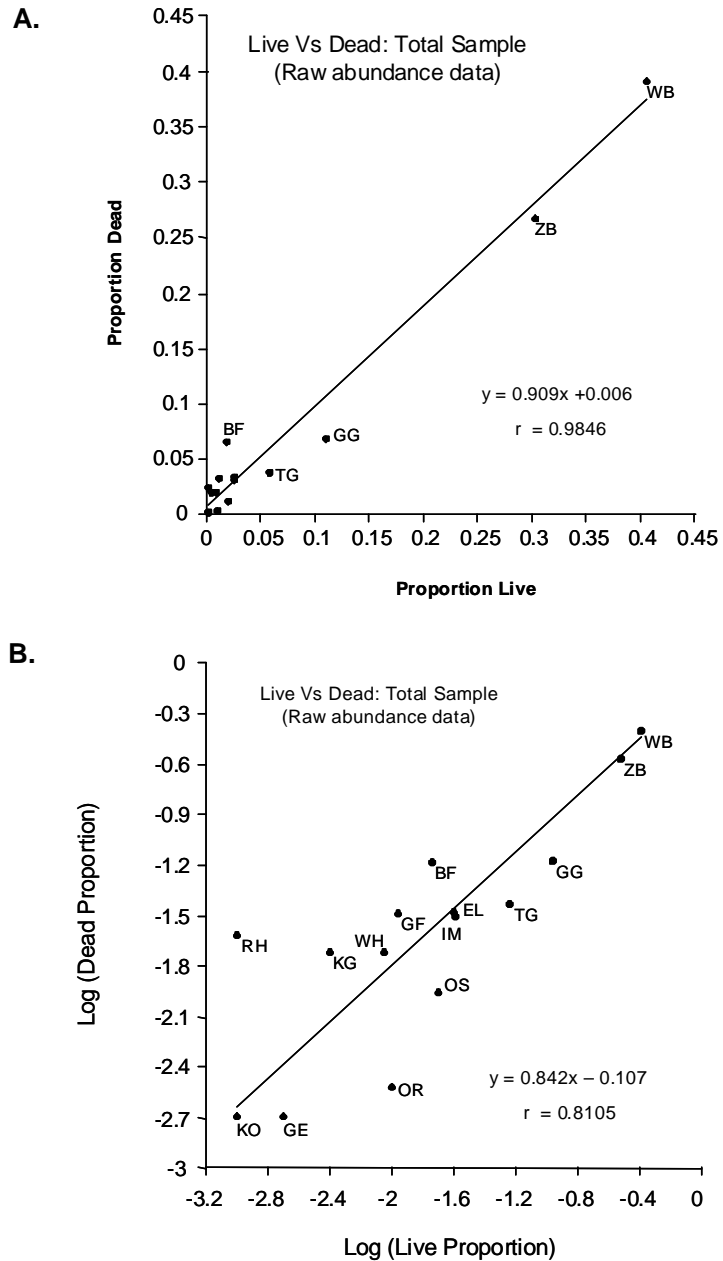 A.
Live Vs Dead: Total Sample
(Raw abundance data)
0.45
0.4
0.35
0.3
0.25
0.2
0.15
0.1
0.05
0
Proportion Dead
WB
ZB
y = 0.909x +0.006
r = 0.9846
BF
GG
TG
0 0.05 0.1 0.15 0.2 0.25 0.3 0.35 0.4 0.45
Proportion Live
B.
Live Vs Dead: Total Sample
(Raw abundance data)
0
-0.3
-0.6
-0.9
-1.2
-1.5
-1.8
-2.1
-2.4
-2.7
-3
Log (Dead Proportion)
WB
ZB
BF
GG
EL
TG
GF
IM
WH
RH
KG
OS
OR
y = 0.842x – 0.107
r = 0.8105
KO
GE
-3.2 -2.8 -2.4 -2 -1.6 -1.2 -0.8 -0.4 0
Log (Live Proportion)